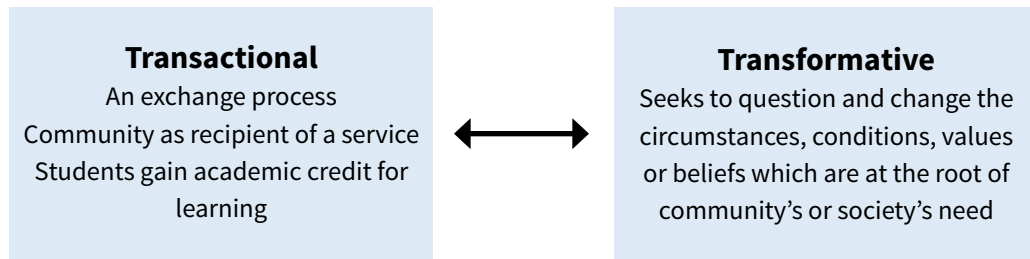 Transactional
An exchange process
Community as recipient of a service
Students gain academic credit for
learning
Transformative
Seeks to question and change the
circumstances, conditions, values
or beliefs which are at the root of
community’s or society’s need